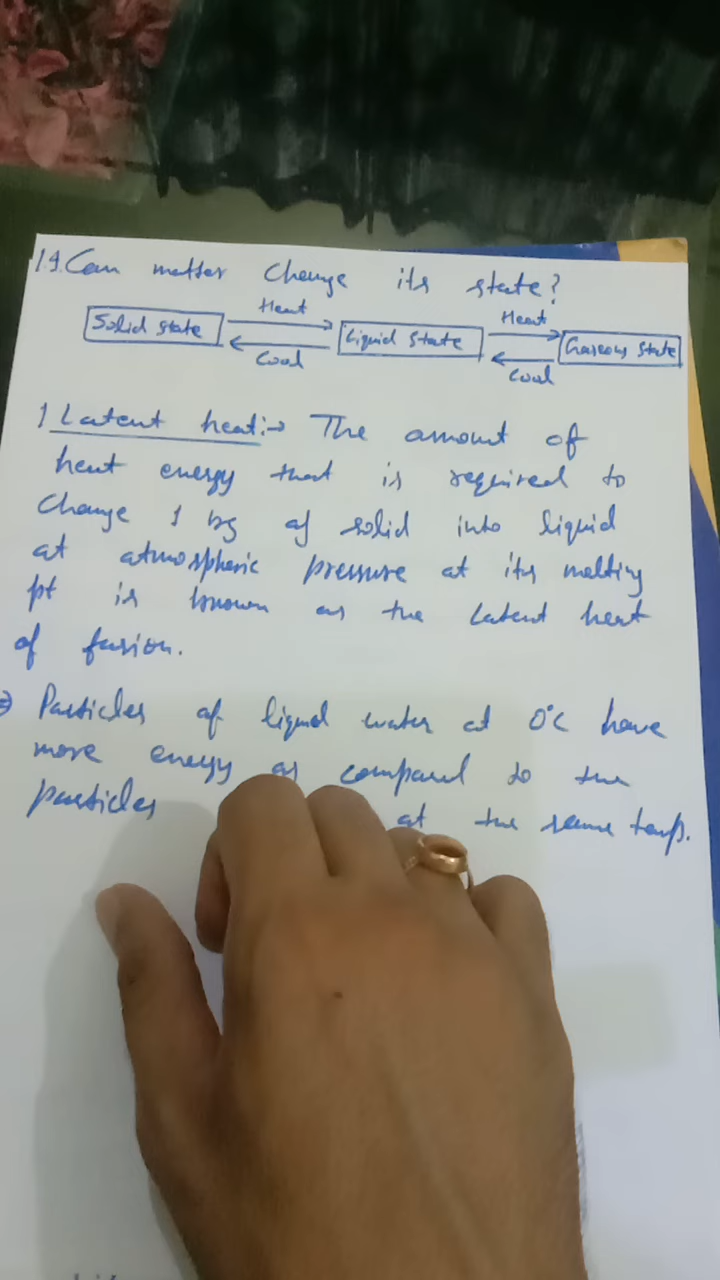 1.4. Can matter change its state?
Solid state Heat Cool Liquid state Heat Cool Gaseous state
1 Latent heat:→ The amount of
heat energy that is required to
change 1 kg of solid into liquid
at atmospheric pressure at its melting
pt is known as the Latent heat
of fusion.
Particles of liquid water at 0°C have
more energy as compared to the
particles at the same temp.